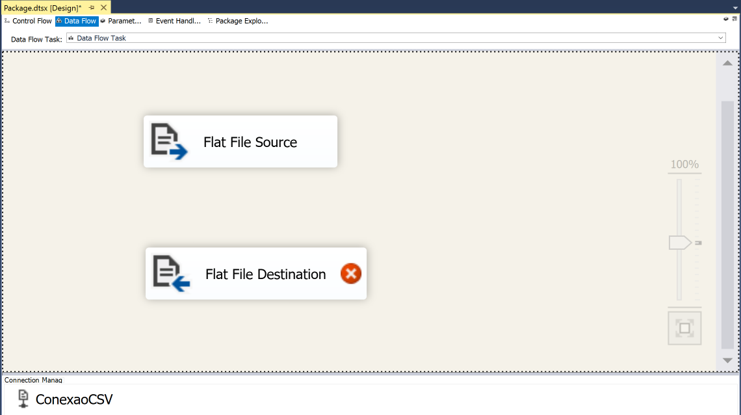 Package.dtsx [Design]*
Control Flow Data Flow Paramet... Event Handl... Package Explo...
Data Flow Task: Data Flow Task
Flat File Source
100%
Flat File Destination
Connection Manag
ConexaoCSV